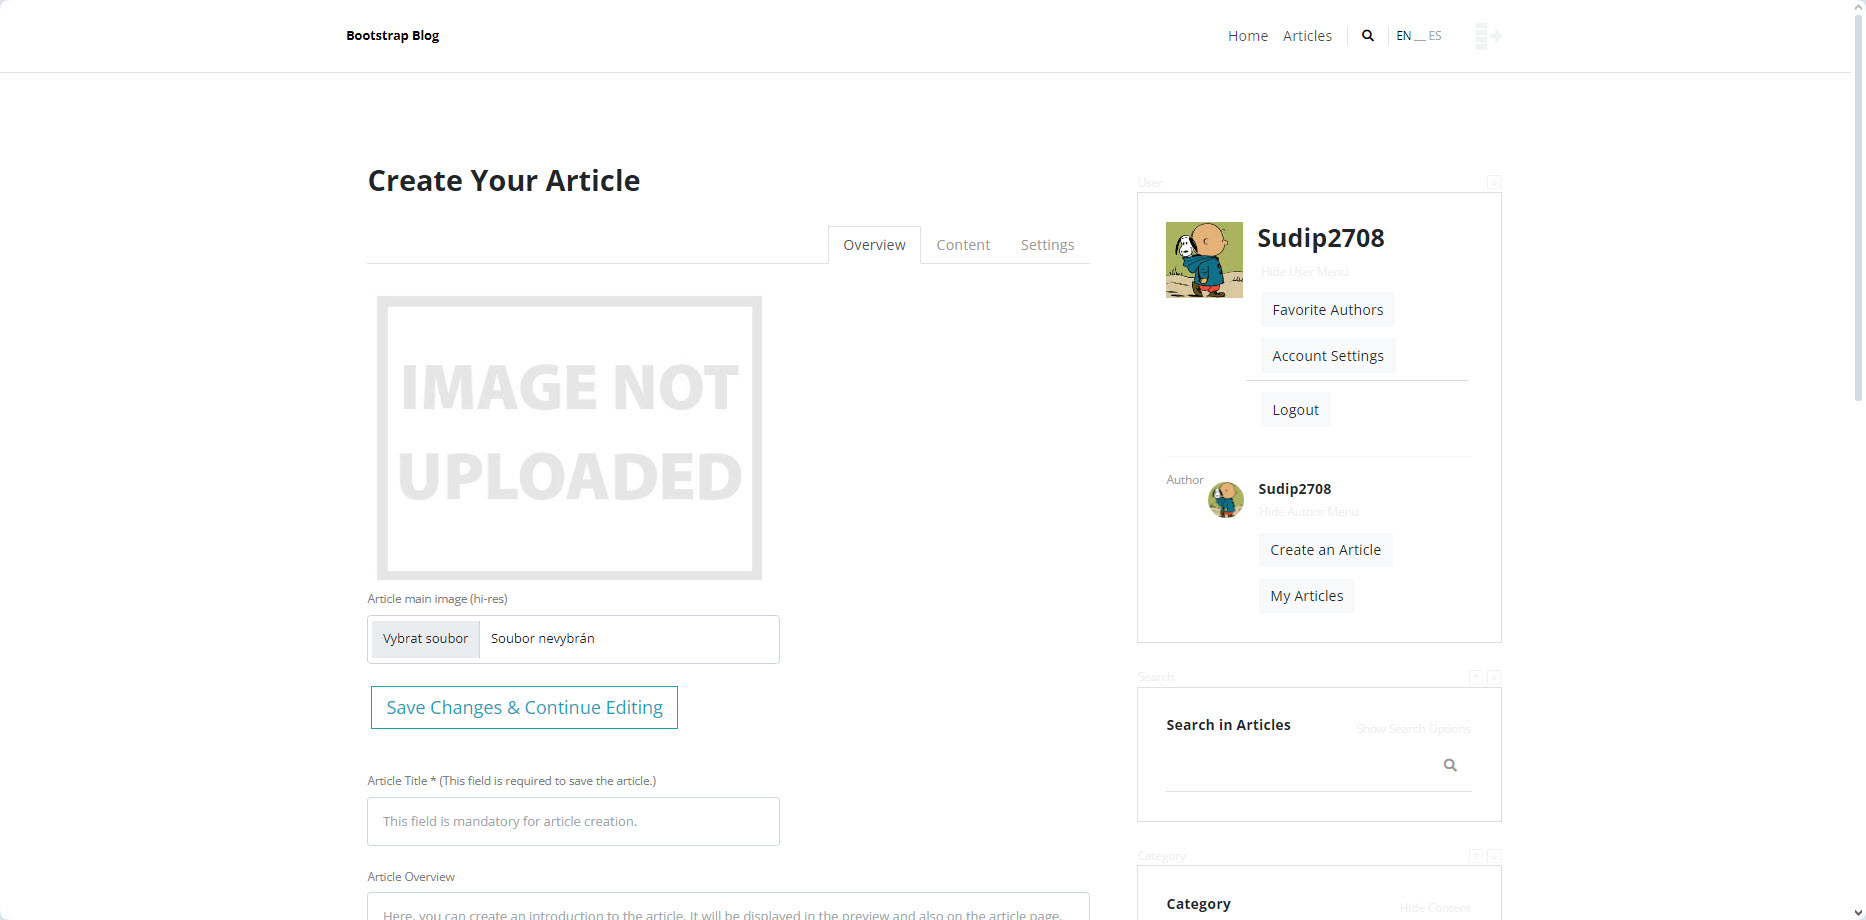 Bootstrap Blog
Home Articles EN __ ES
Create Your Article
Overview Content Settings
IMAGE NOT
UPLOADED
Article main image (hi-res)
Vybrat soubor Soubor nevybrán
Save Changes & Continue Editing
Article Title * (This field is required to save the article.)
This field is mandatory for article creation.
Article Overview
Here, you can create an introduction to the article. It will be displayed in the preview and also on the article page.
User
Sudip2708
Hide User Menu
Favorite Authors
Account Settings
Logout
Author
Sudip2708
Hide Author Menu
Create an Article
My Articles
Search
Search in Articles
Show Search Options
Category
Category
Hide Content